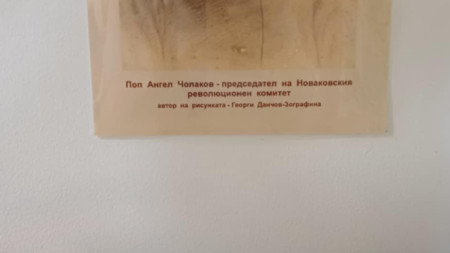 Поп Ангел Чолаков - председател на Новаковския
революционен комитет
автор на рисунката - Георги Данчов-Зографина